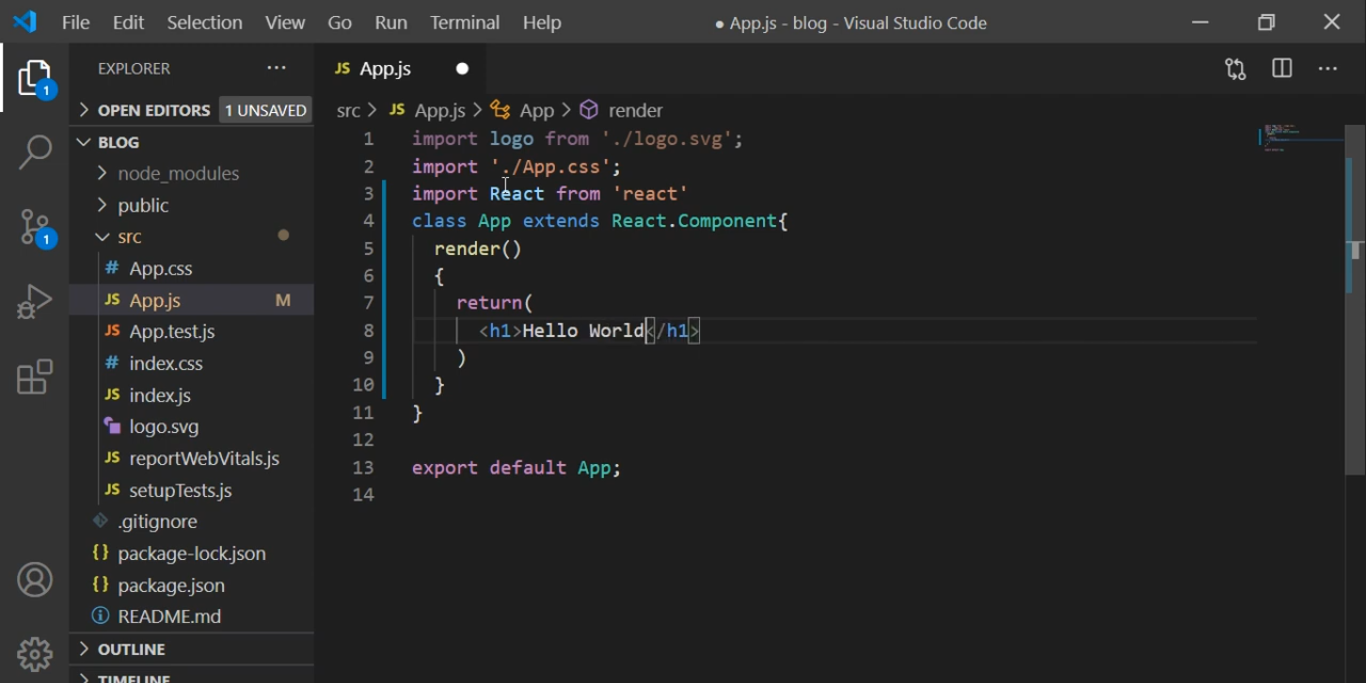 File Edit Selection View Go Run Terminal Help ● App.js - blog - Visual Studio Code
EXPLORER ···
JS App.js ●
1
> OPEN EDITORS 1 UNSAVED
src > JS App.js > App > render
BLOG
node_modules
public
1
src
# App.css
JS App.js M
JS App.test.js
# index.css
JS index.js
logo.svg
JS reportWebVitals.js
JS setupTests.js
.gitignore
{} package-lock.json
{} package.json
README.md
> OUTLINE
> TIMELINE
1 import logo from './logo.svg';
2 import './App.css';
3 import React from 'react'
4 class App extends React.Component{
5 render()
6 {
7 return(
8 <h1>Hello World</h1>
9 )
10 }
11 }
12
13 export default App;
14